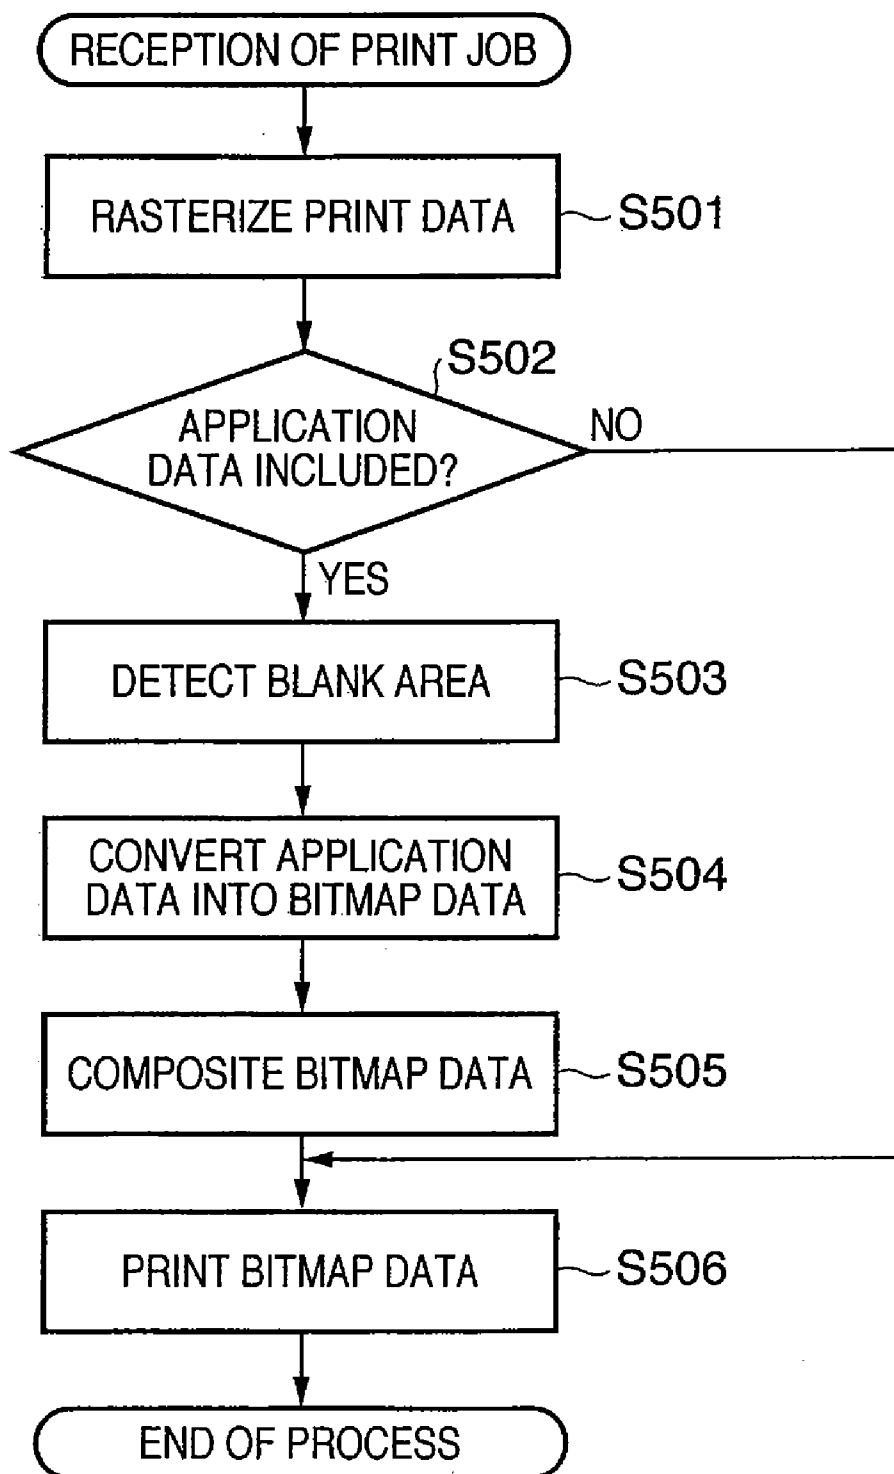 RECEPTION OF PRINT JOB
RASTERIZE PRINT DATA
S501
S502
APPLICATION
DATA INCLUDED?
NO
YES
DETECT BLANK AREA
S503
CONVERT APPLICATION
DATA INTO BITMAP DATA
S504
COMPOSITE BITMAP DATA
S505
PRINT BITMAP DATA
S506
END OF PROCESS